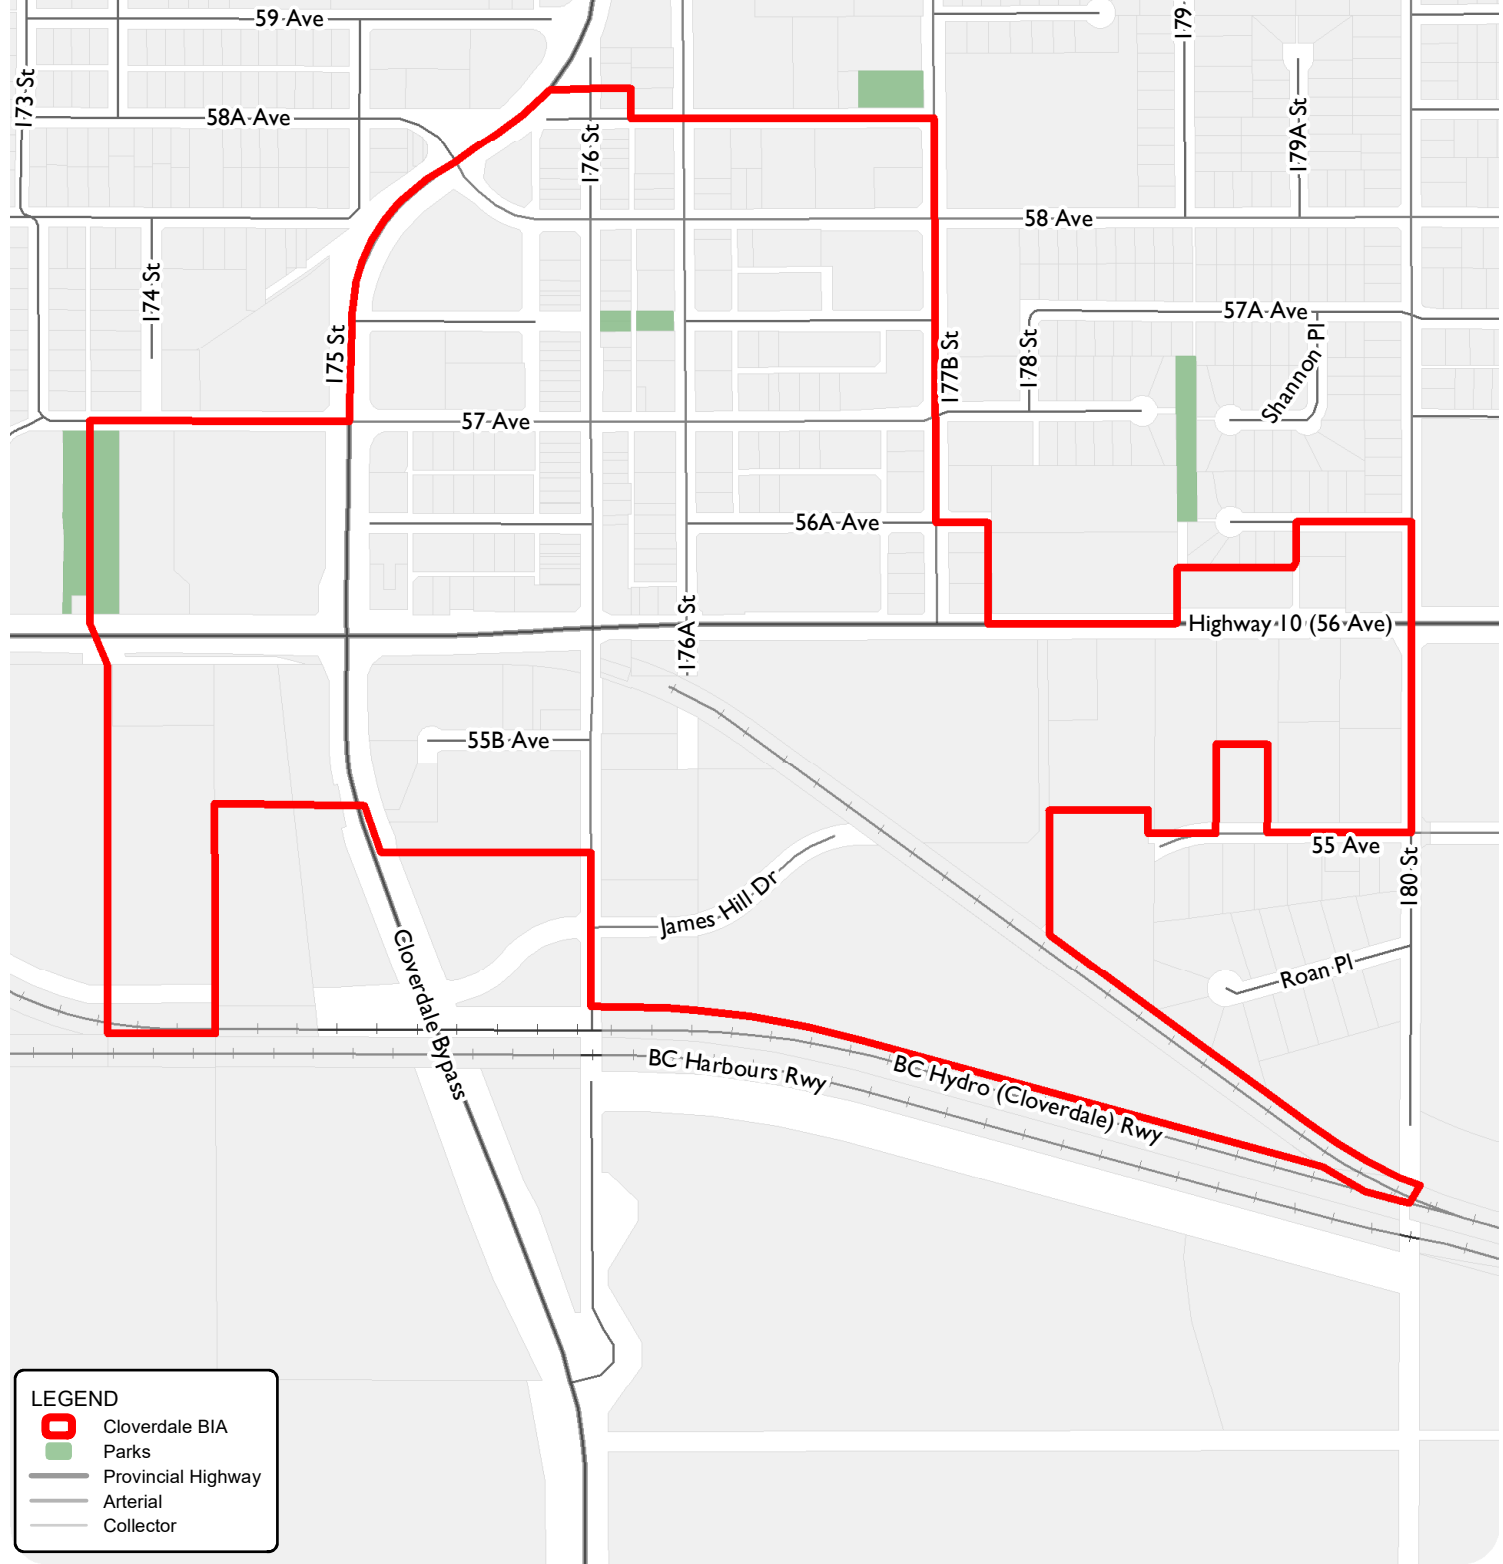 59 Ave
179
173 St
58A Ave
176 St
179A St
58 Ave
174 St
57A Ave
175 St
177B St
178 St
Shannon Pl
57 Ave
56A Ave
176A St
Highway 10 (56 Ave)
55B Ave
55 Ave
180 St
James Hill Dr
Cloverdale Bypass
Roan Pl
BC Harbours Rwy
BC Hydro (Cloverdale) Rwy
LEGEND
Cloverdale BIA
Parks
Provincial Highway
Arterial
Collector